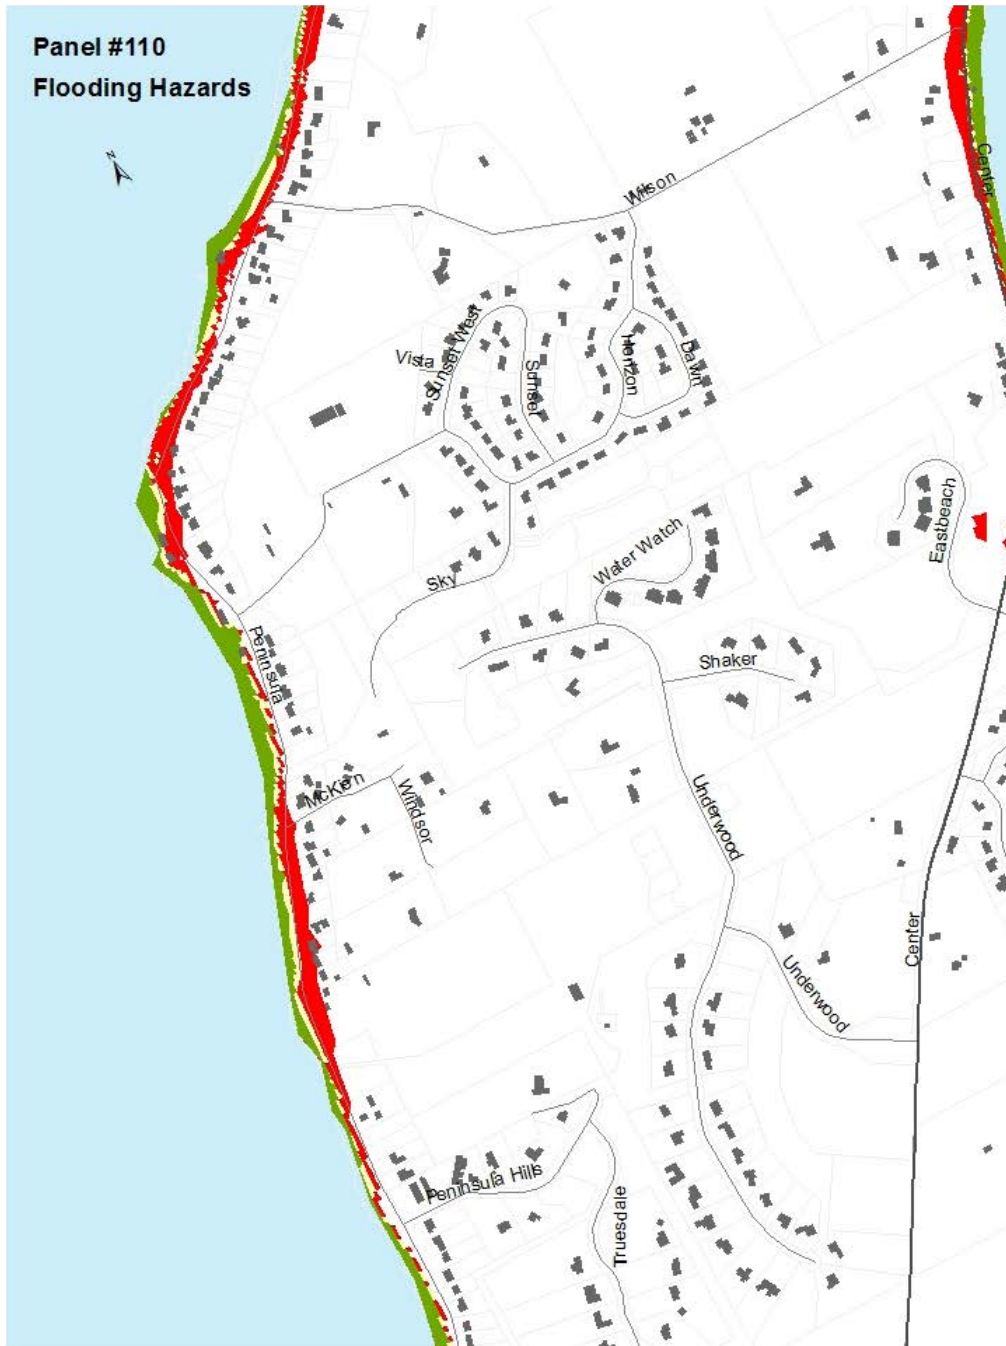 Panel #110
Flooding Hazards
z
Center
Wilson
Sunset West
Vista
Sunset
Horizon
Dawn
Eastbeach
Water Watch
Sky
Peninsula
Shaker
McKiern
Windsor
Underwood
Center
Underwood
Peninsula Hills
Truesdale